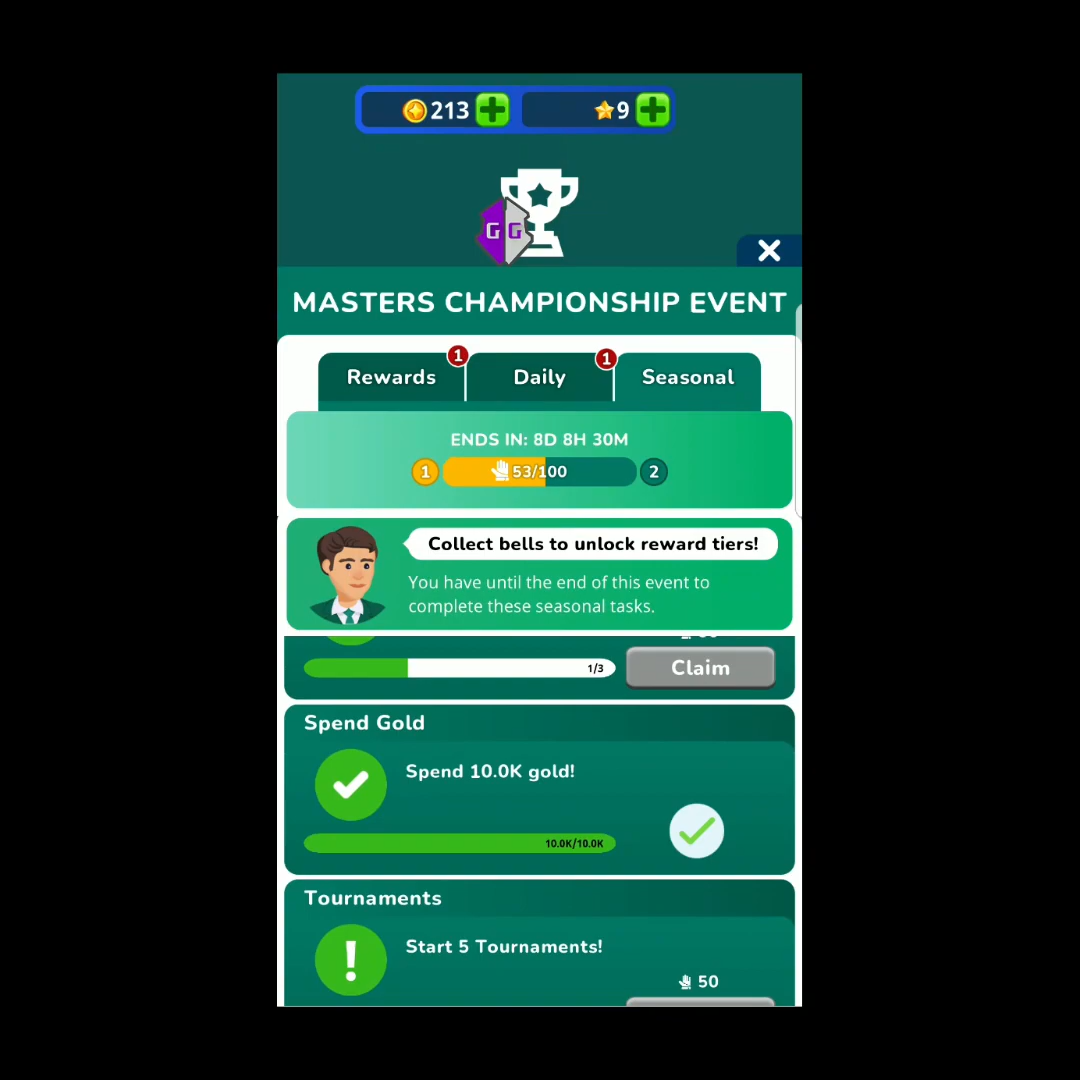 213
9
G G
MASTERS CHAMPIONSHIP EVENT
1
1
Rewards
Daily
Seasonal
ENDS IN: 8D 8H 30M
1
53/100
2
Collect bells to unlock reward tiers!
You have until the end of this event to
complete these seasonal tasks.
1/3
Claim
Spend Gold
Spend 10.0K gold!
10.0K/10.0K
Tournaments
Start 5 Tournaments!
50